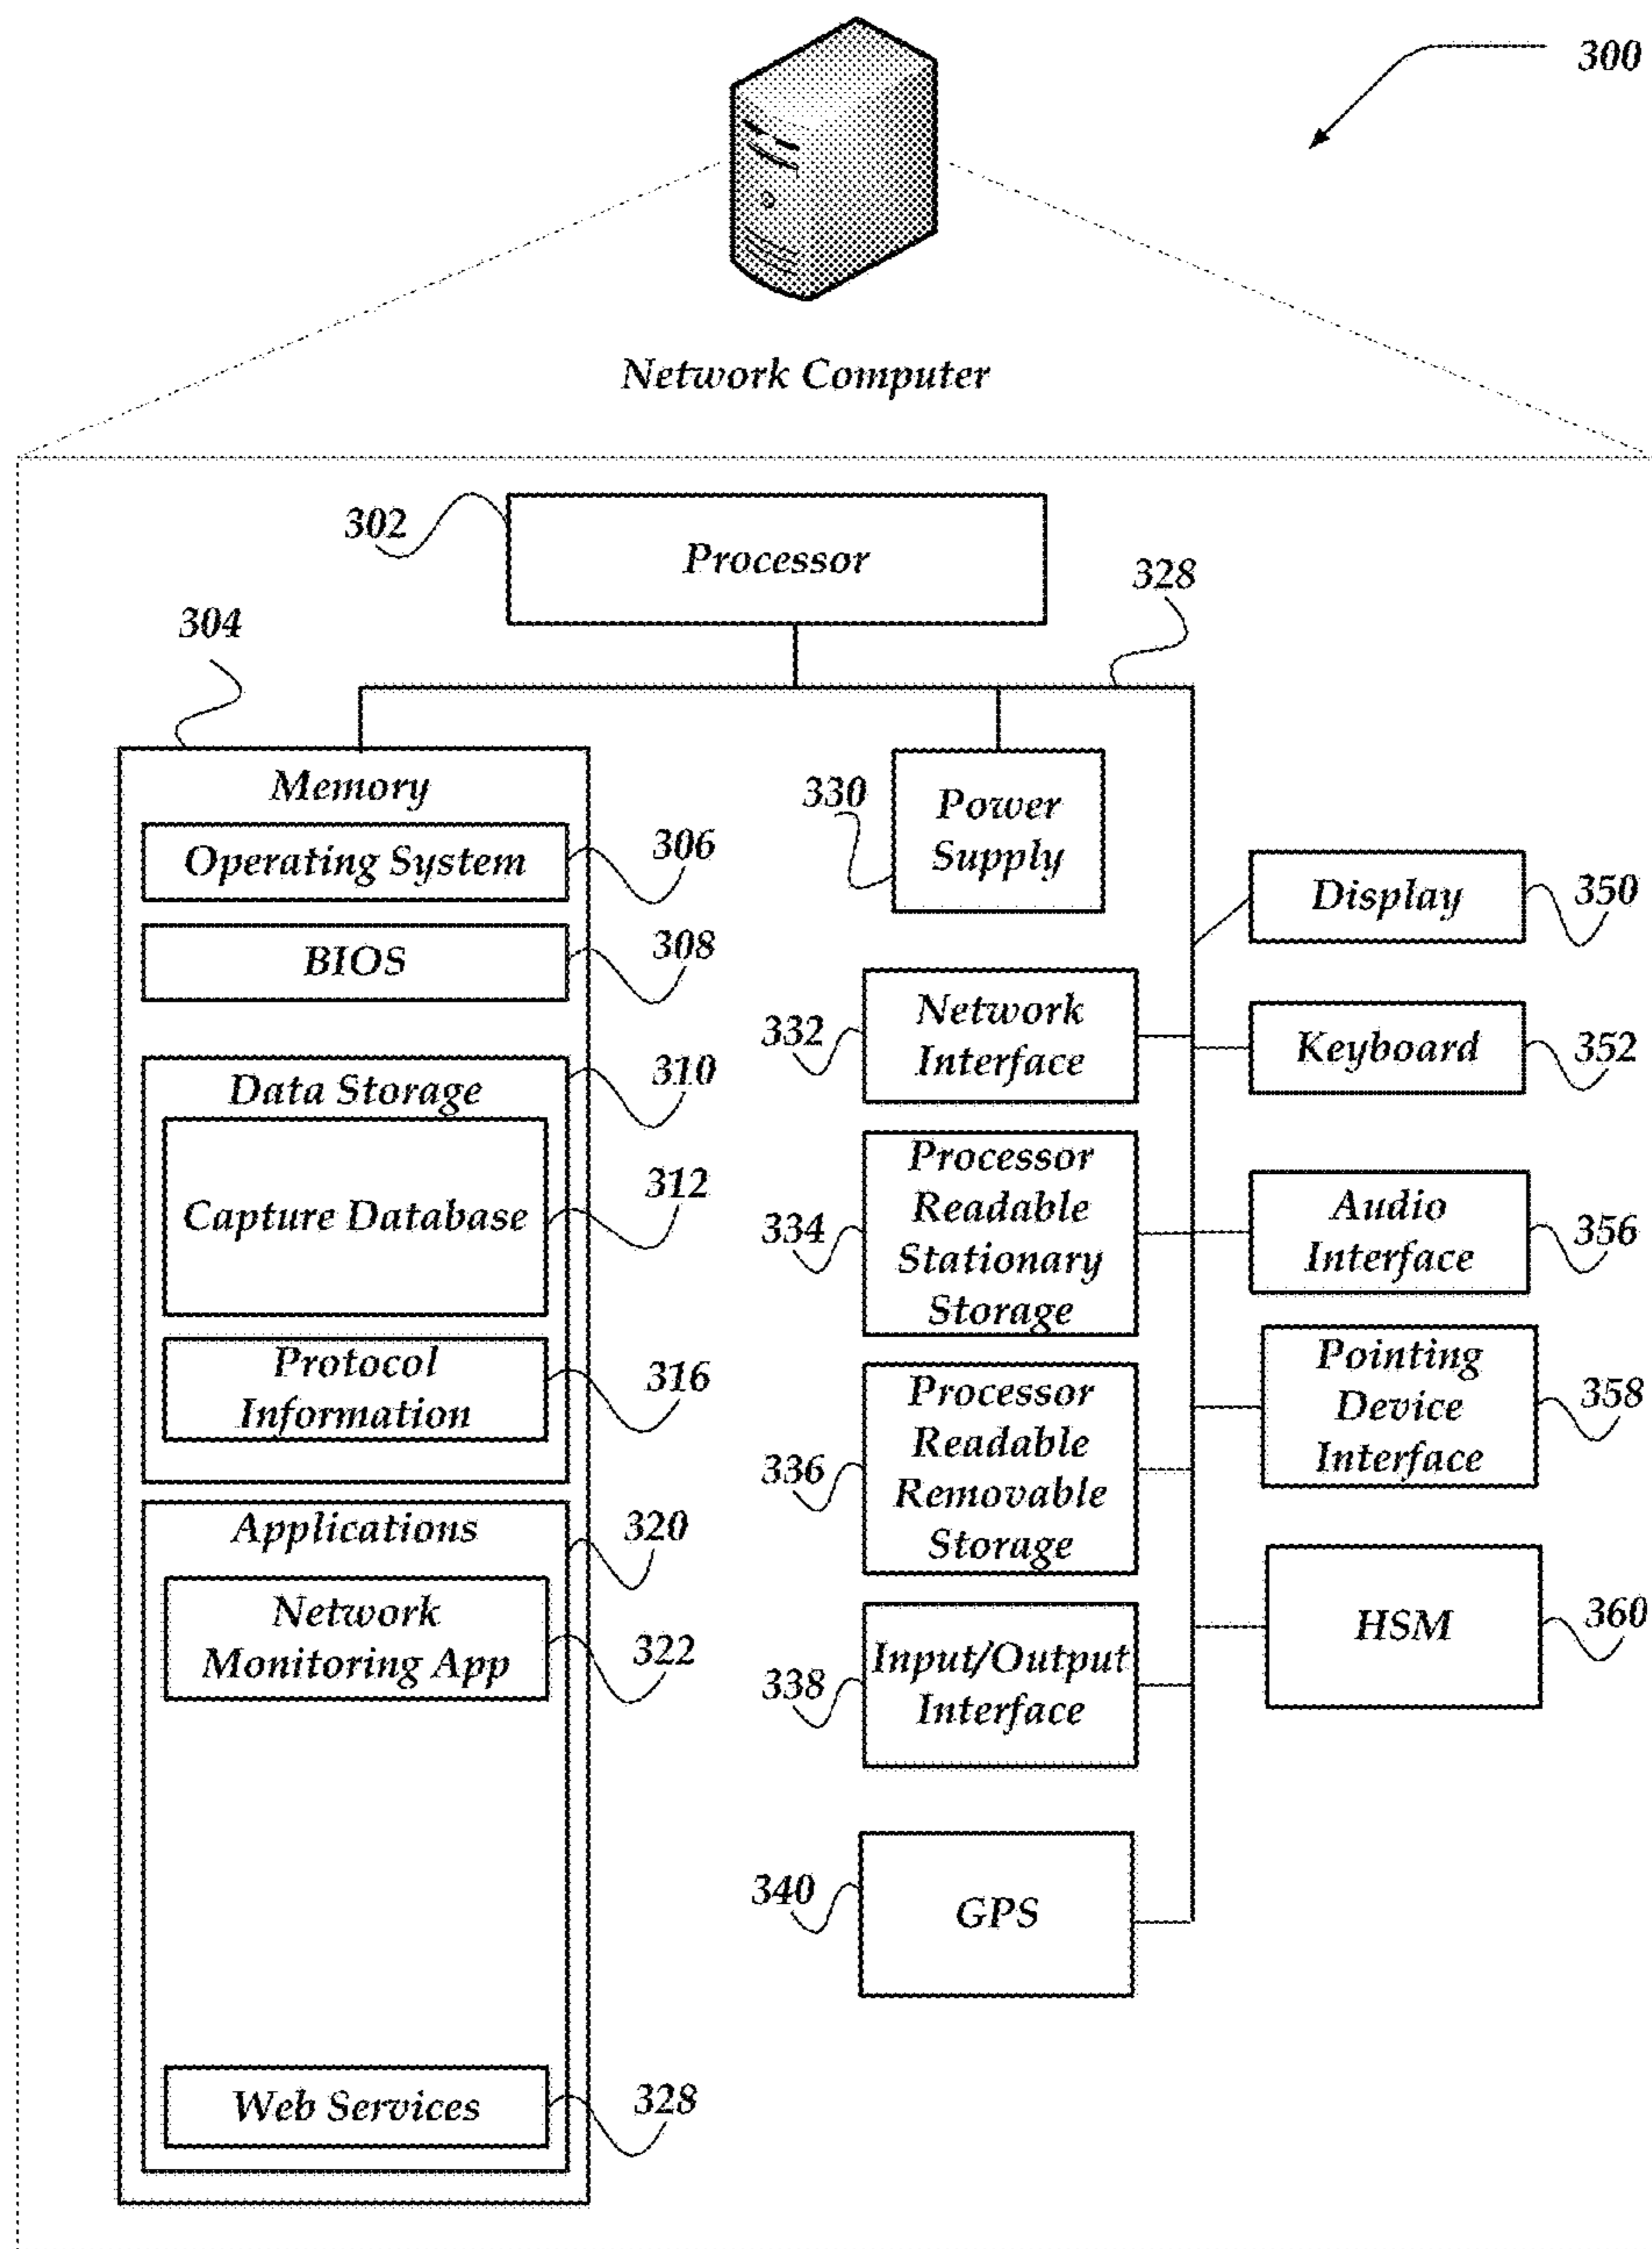 300
Network Computer
302
Processor
328
304
Memory
Operating System
306
BIOS
308
Data Storage
310
Capture Database
312
Protocol
Information
316
Applications
320
Network
Monitoring App
322
Web Services
328
330
Power
Supply
332
Network
Interface
334
Processor
Readable
Stationary
Storage
336
Processor
Readable
Removable
Storage
338
Input/Output
Interface
340
GPS
Display
350
Keyboard
352
Audio
Interface
356
Pointing
Device
Interface
358
HSM
360